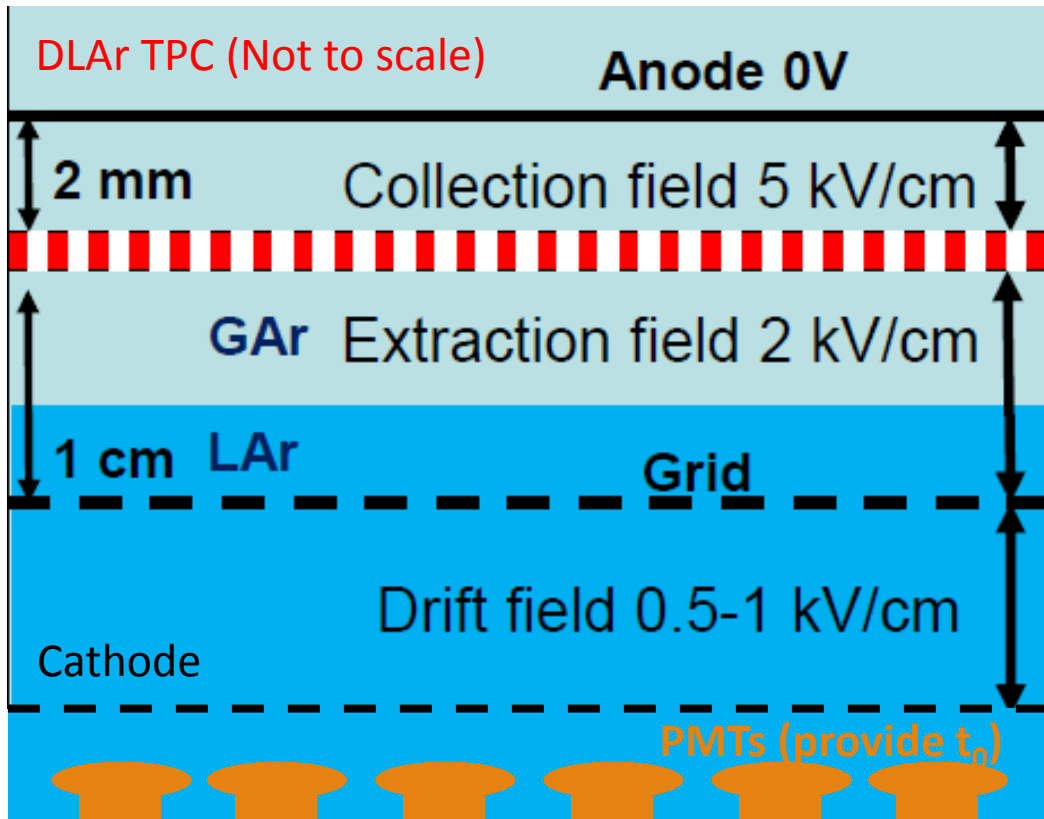 DLAr TPC (Not to scale)
Anode 0V
2 mm
Collection field 5 kV/cm
GAr
Extraction field 2 kV/cm
1 cm
LAr
Grid
Drift field 0.5-1 kV/cm
Cathode
PMTs (provide t₀)